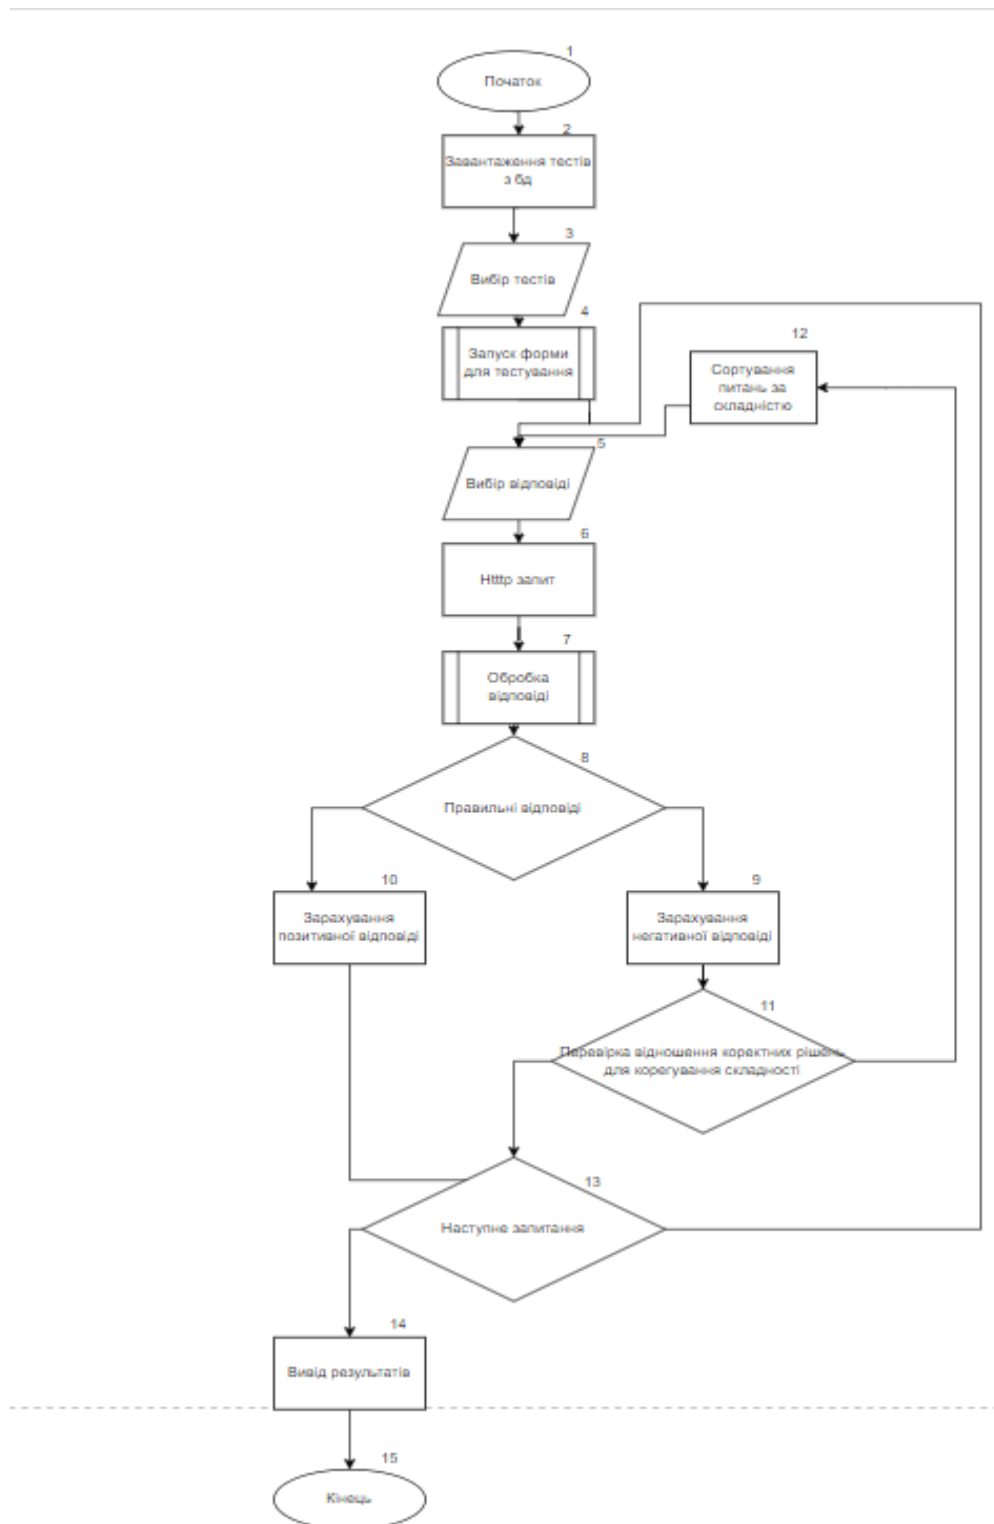 1
Початок
2
Завантаження тестів
з бд
3
Вибір тестів
4
Запуск форми
для тестування
12
Сортування
питань за
складністю
5
Вибір відповіді
6
Htttp запит
7
Обробка
відповіді
8
Правильні відповіді
10
Зарахування
позитивної відповіді
9
Зарахування
негативної відповіді
11
Перевірка відношення коректних рішень
для корегування складності
13
Наступне запитання
14
Вивід результатів
15
Кінець